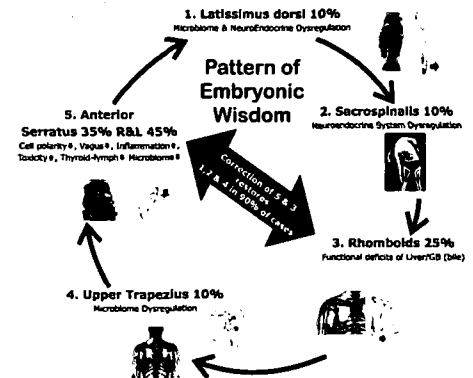 1. Latissimus dorsi 10%
Microbiome & NeuroEndocrine Dysregulation
Pattern of
Embryonic
Wisdom
2. Sacrospinalis 10%
Neuroendocrine System Dysregulation
3. Rhomboids 25%
Functional deficits of Liver/GB (bile)
4. Upper Trapezius 10%
Microbiome Dysregulation
5. Anterior
Serratus 35% R&L 45%
Cell polarity, Vagus, Inflammation,
Toxicity, Thyroid-lymph Microbiome
Correction of 5 & 3
restores
1,2 & 4 in 90% of cases